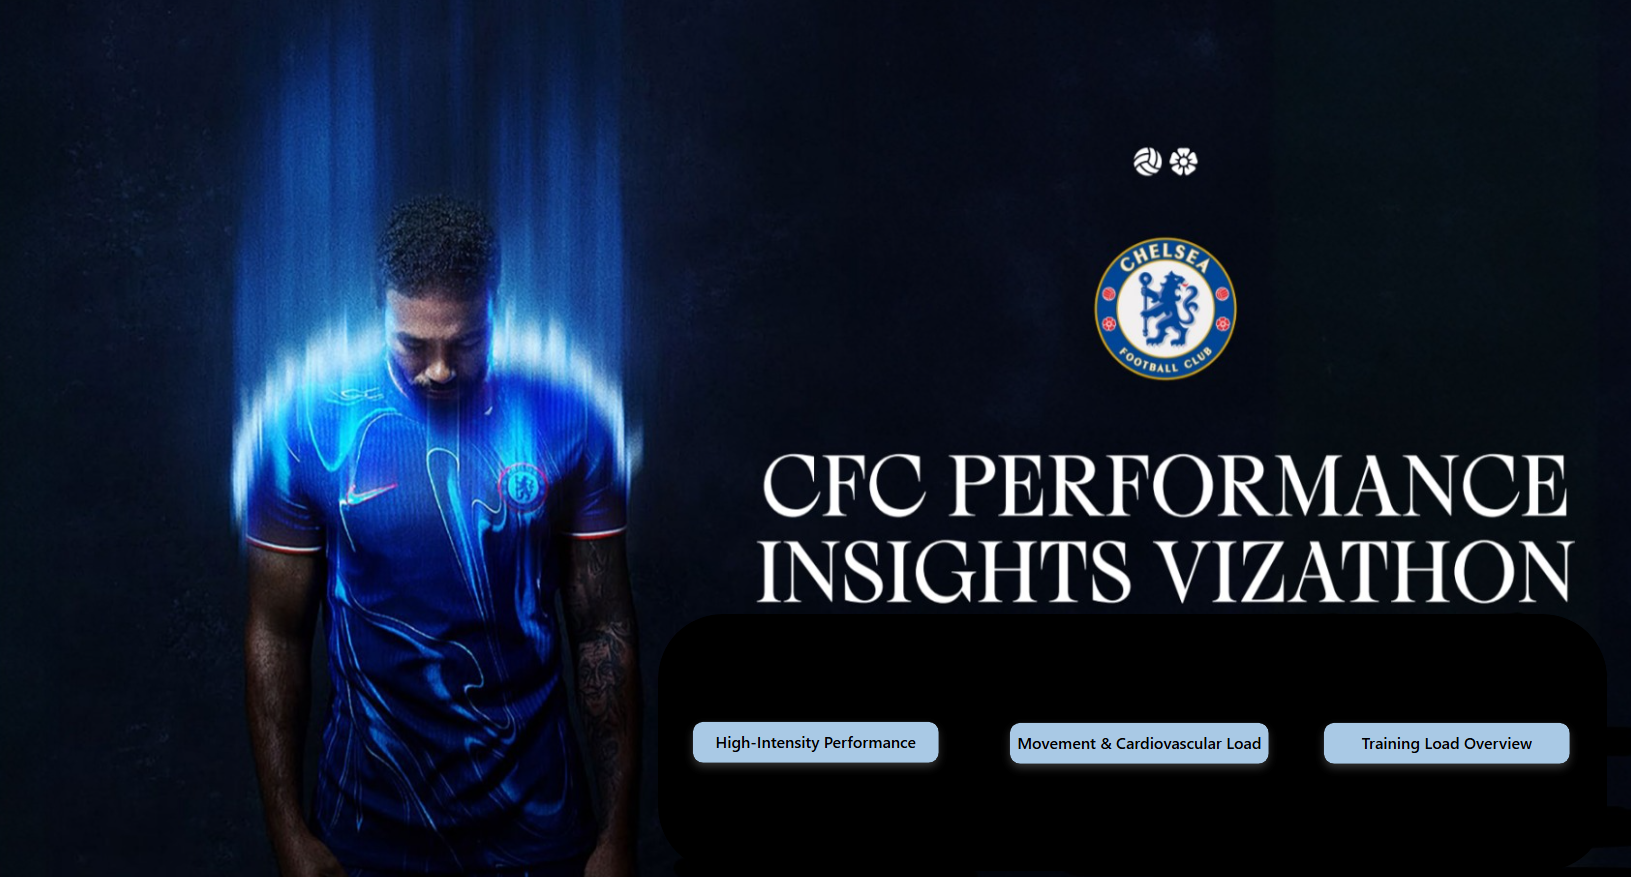 CHELSEA
FOOTBALL CLUB
CFC PERFORMANCE
INSIGHTS VIZATHON
High-Intensity Performance
Movement & Cardiovascular Load
Training Load Overview